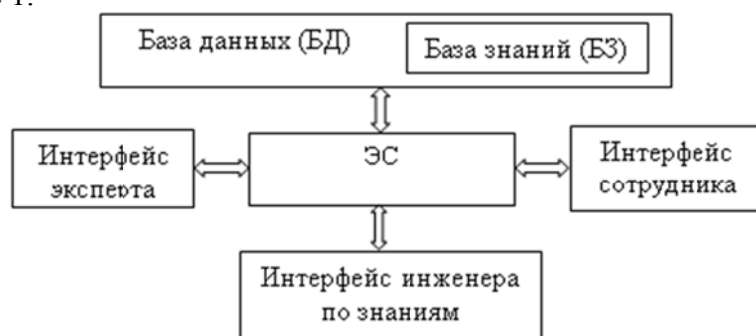 База данных (БД)
База знаний (БЗ)
Интерфейс
эксперта
ЭС
Интерфейс
сотрудника
Интерфейс инженера
по знаниям